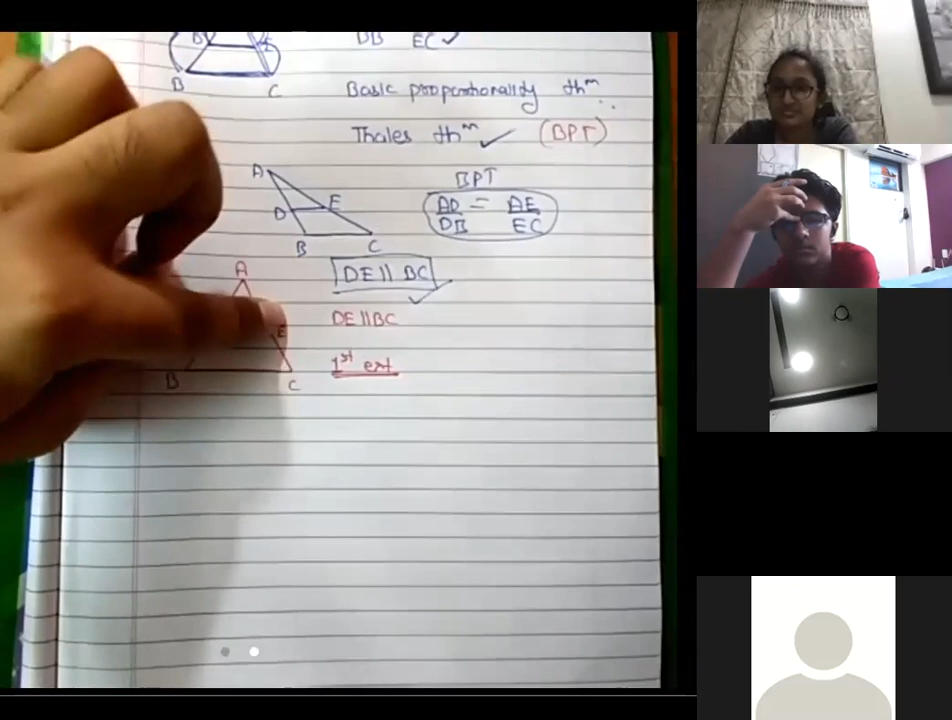 B E
DB EC ✓
B C
Basic proportionality thm
Thales thm ✓ (BPT)
A
BPT
D E
AD = AE
DB EC
B C
DE || BC
A
E
DE || BC
1st ext
B C